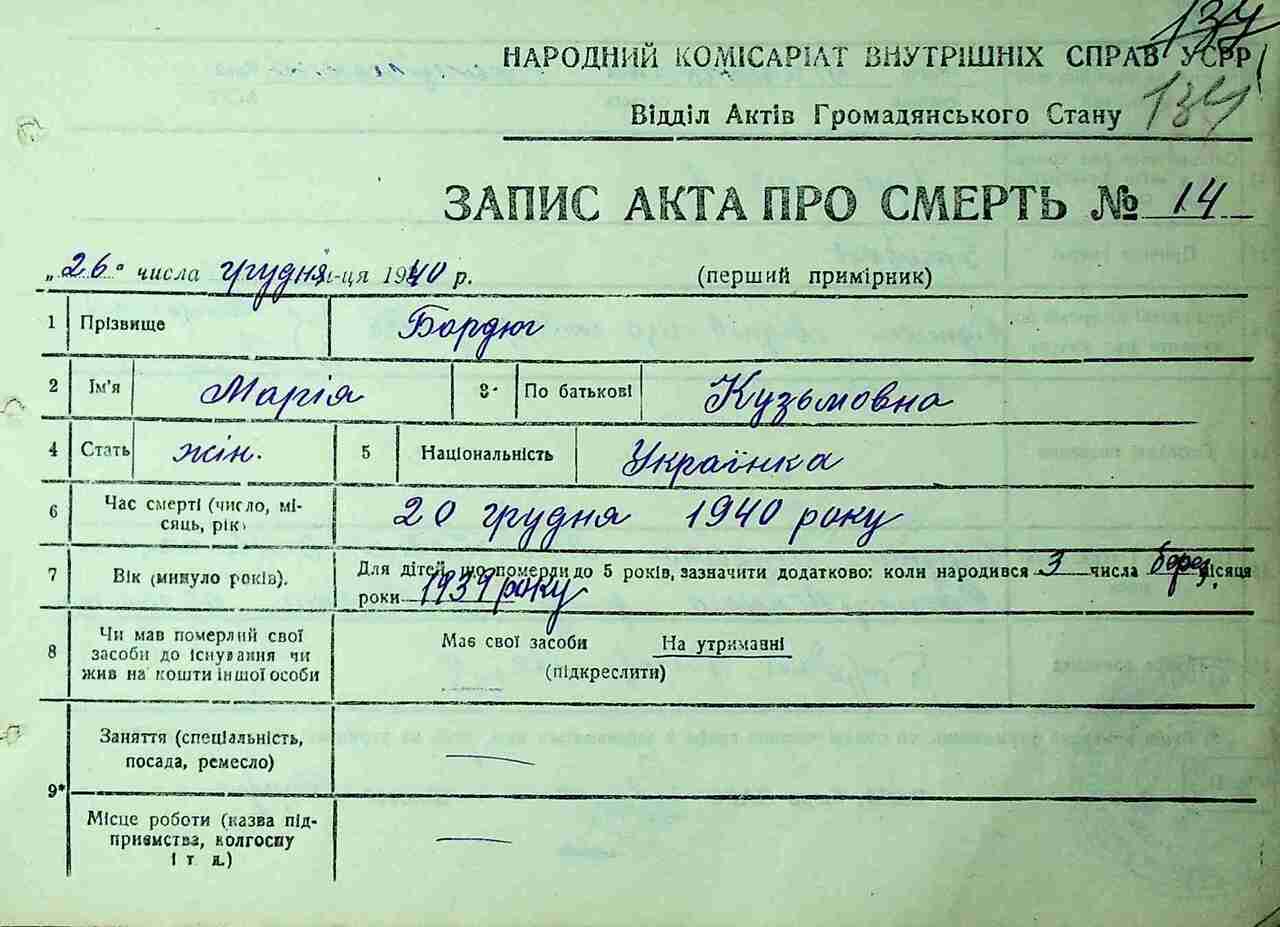 134
НАРОДНИЙ КОМІСАРІАТ ВНУТРІШНІХ СПРАВ УСРР
Відділ Актів Громадянського Стану 134
ЗАПИС АКТА ПРО СМЕРТЬ № 14
„26" числа грудня м-ця 1940 р. (перший примірник)
1 Прізвище Бордюг
2 Ім'я Марія 3 По батькові Кузьмовна
4 Стать жін. 5 Національність Українка
6 Час смерті (число, мі-
сяць, рік) 20 грудня 1940 року
7 Вік (минуло років). Для дітей, що померли до 5 років, зазначити додатково: коли народився 3 числа берез. місяця
роки 1939 року
8 Чи мав померлий свої
засоби до існування чи
жив на кошти іншої особи
Має свої засоби На утриманні
(підкреслити)
9* Заняття (спеціальність,
посада, ремесло) —
Місце роботи (назва під-
приємства, колгоспу
і т. д.) —